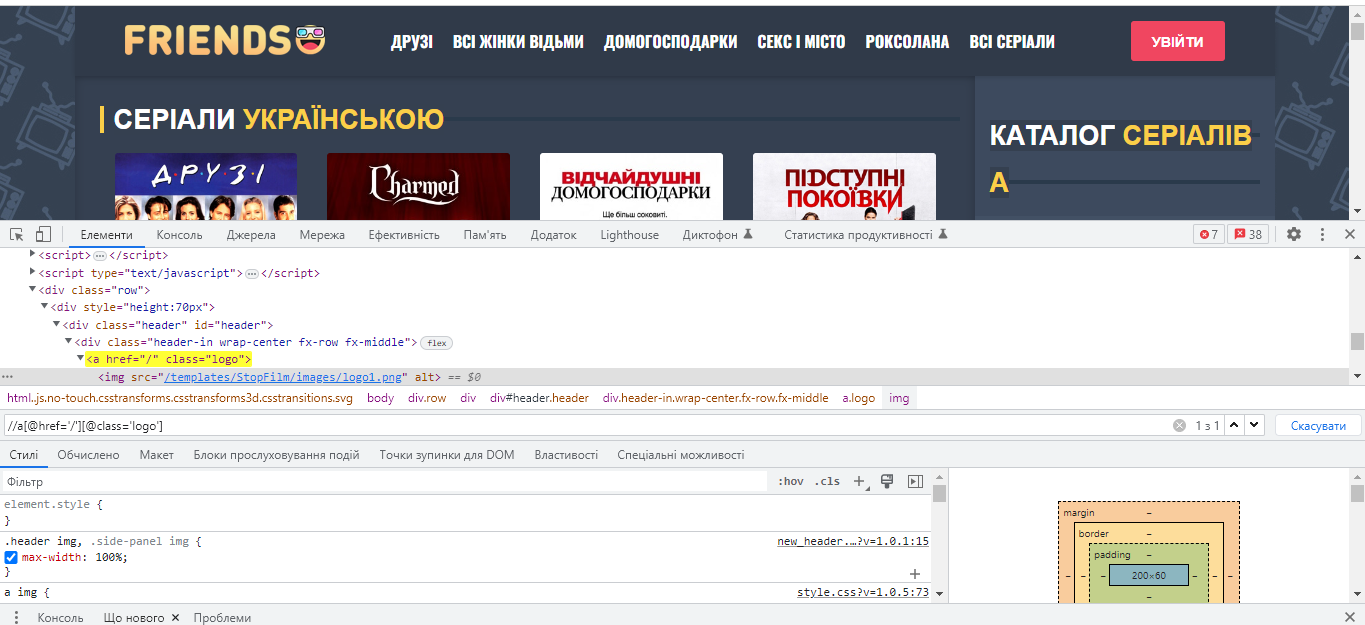 FRIENDS ДРУЗІ ВСІ ЖІНКИ ВІДЬМИ ДОМОГОСПОДАРКИ СЕКС І МІСТО РОКСОЛАНА ВСІ СЕРІАЛИ УВІЙТИ
СЕРІАЛИ УКРАЇНСЬКОЮ
КАТАЛОГ СЕРІАЛІВ
А
Д·Р·У·З·І
Charmed
ВІДЧАЙДУШНІ
ДОМОГОСПОДАРКИ
Ще більш соковиті.
ПІДСТУПНІ
ПОКОЇВКИ
Елементи Консоль Джерела Мережа Ефективність Пам'ять Додаток Lighthouse Диктофон Статистика продуктивності 7 38
<script>…</script>
<script type="text/javascript">…</script>
<div class="row">
<div style="height:70px">
<div class="header" id="header">
<div class="header-in wrap-center fx-row fx-middle"> flex
<a href="/" class="logo">
… <img src="/templates/StopFilm/images/logo1.png" alt> == $0
html.js.no-touch.csstransforms.csstransforms3d.csstransitions.svg body div.row div div#header.header div.header-in.wrap-center.fx-row.fx-middle a.logo img
//a[@href='/'][@class='logo'] 1 з 1 Скасувати
Стилі Обчислено Макет Блоки прослуховування подій Точки зупинки для DOM Властивості Спеціальні можливості
Фільтр :hov .cls
element.style {
}
.header img, .side-panel img { new_header.…?v=1.0.1:15
max-width: 100%;
}
a img { style.css?v=1.0.5:73
margin –
border –
padding –
– – – 200×60 – – –
–
Консоль Що нового Проблеми